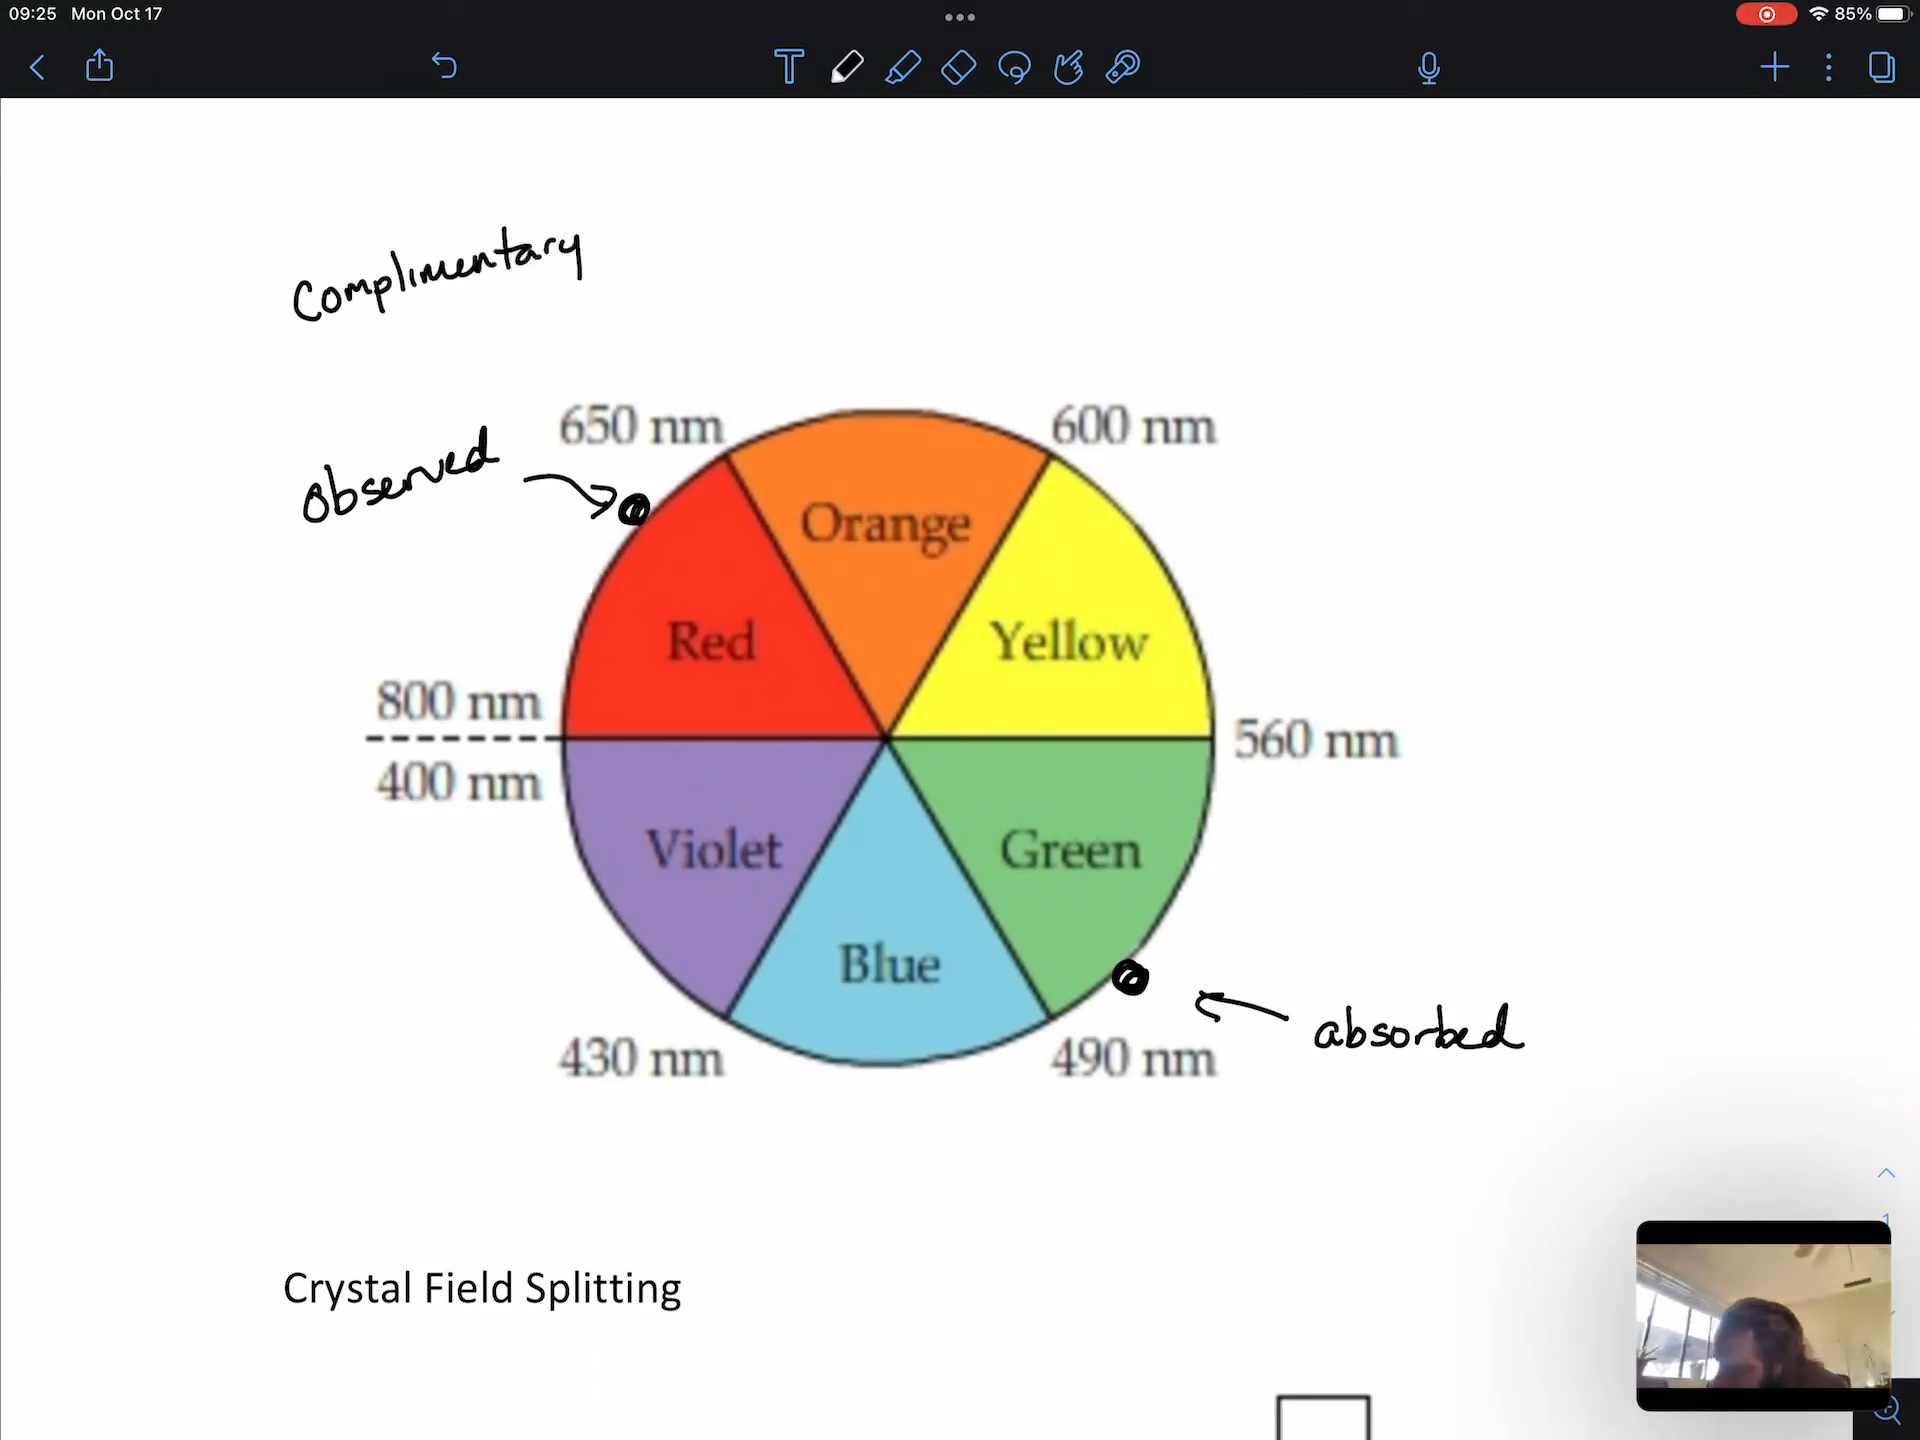 09:25 Mon Oct 17
85%
Complimentary
650 nm
600 nm
Observed
Orange
Red
Yellow
800 nm
400 nm
560 nm
Violet
Green
Blue
absorbed
430 nm
490 nm
Crystal Field Splitting